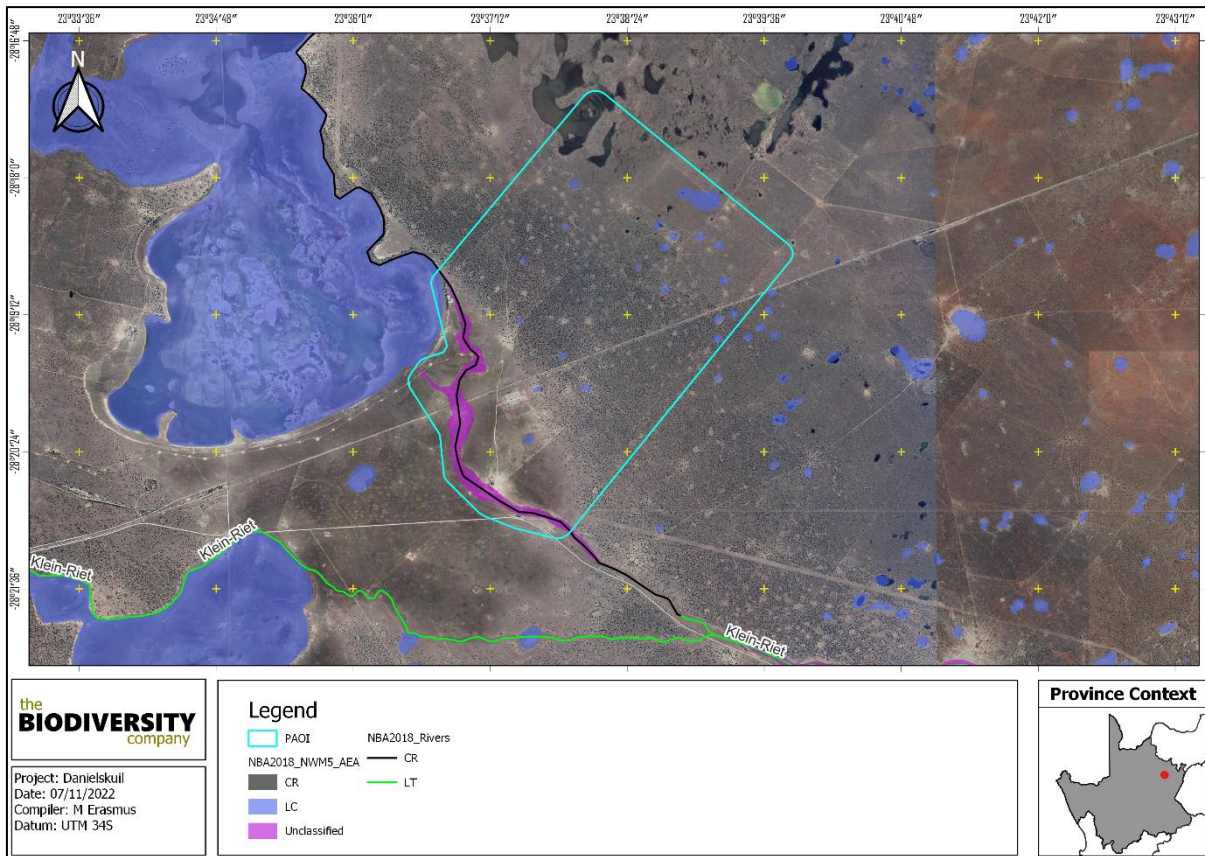 23°33'36" 23°34'48" 23°36'0" 23°37'12" 23°38'24" 23°39'36" 23°40'48" 23°42'0" 23°43'12"
-28°16'48"
-28°18'0"
-28°19'12"
-28°20'24"
-28°21'36"
N
Klein-Riet
Klein-Riet
Klein-Riet
the
BIODIVERSITY
company
Project: Danielskuil
Date: 07/11/2022
Compiler: M Erasmus
Datum: UTM 34S
Legend
PAOI
NBA2018_NWM5_AEA
CR
LC
Unclassified
NBA2018_Rivers
CR
LT
Province Context